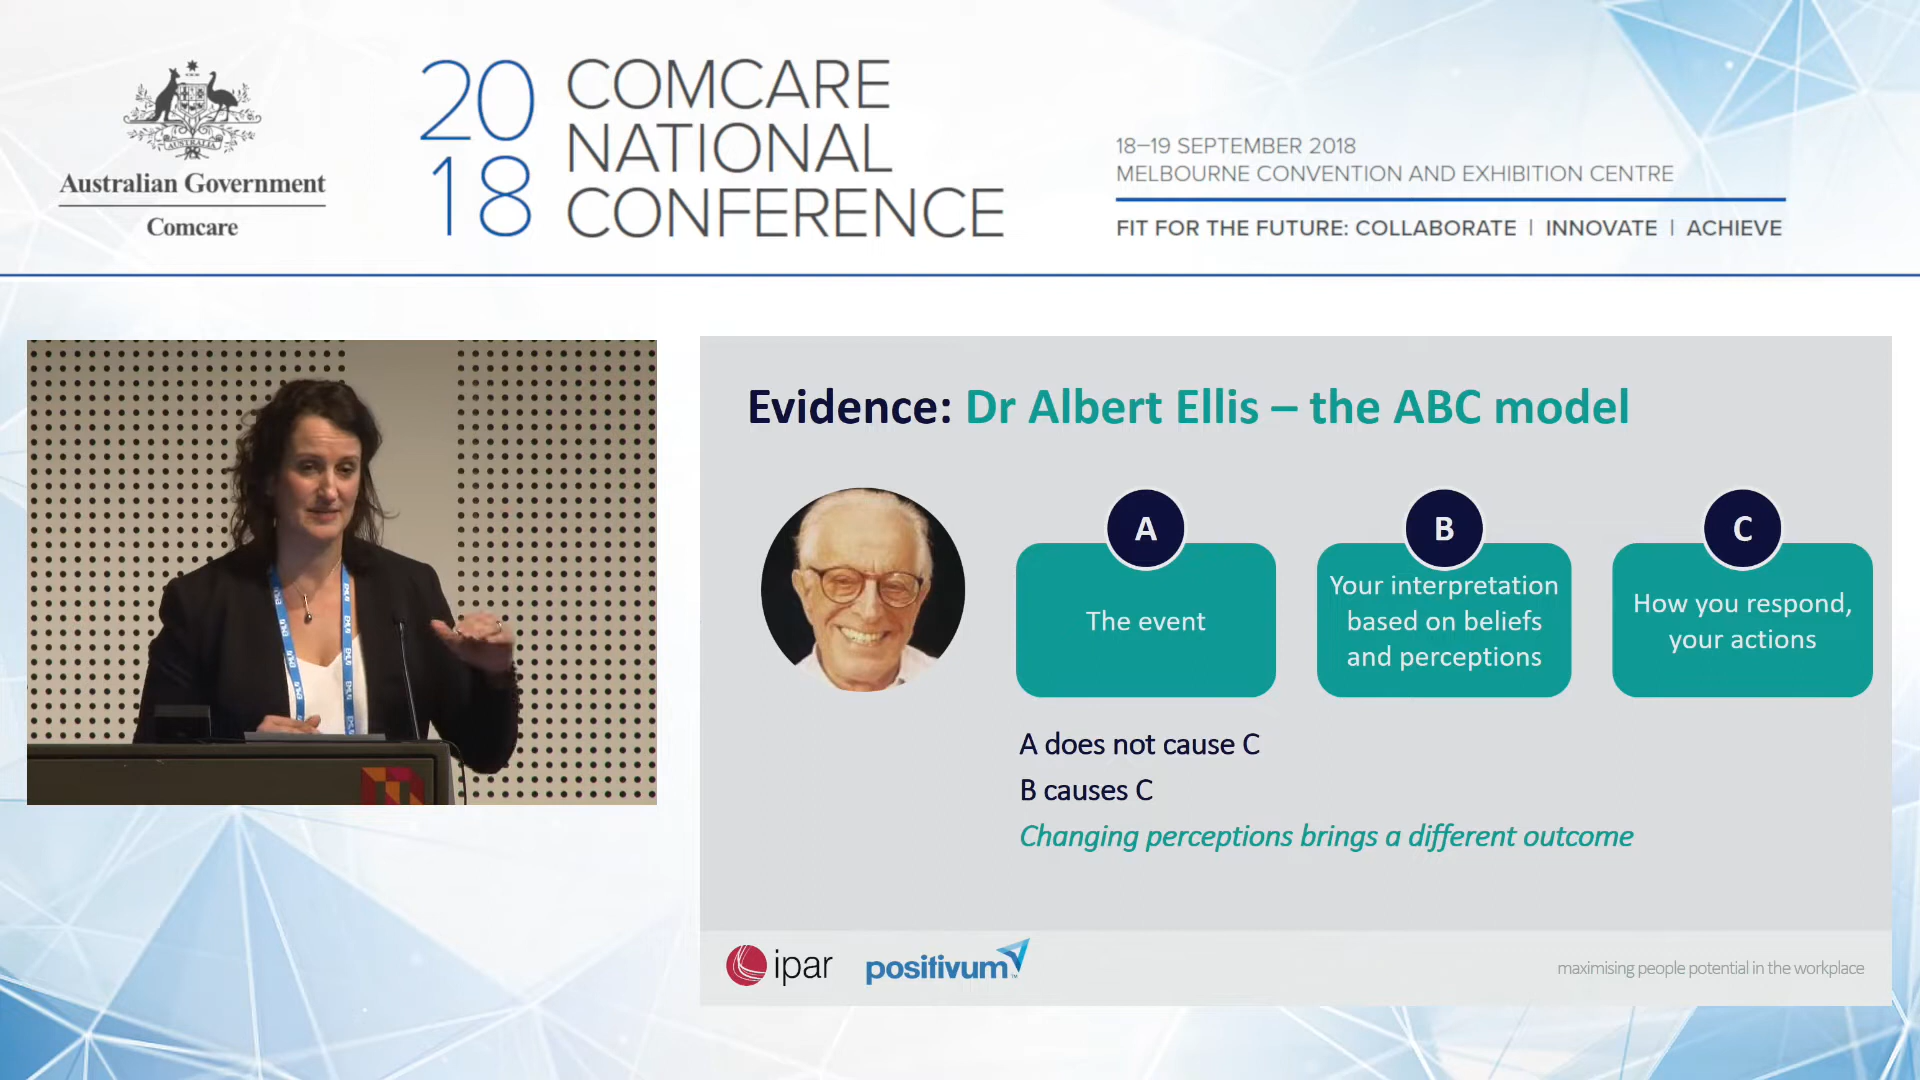 AUSTRALIA
Australian Government
Comcare
20
18
COMCARE
NATIONAL
CONFERENCE
18–19 SEPTEMBER 2018
MELBOURNE CONVENTION AND EXHIBITION CENTRE
FIT FOR THE FUTURE: COLLABORATE | INNOVATE | ACHIEVE
Evidence: Dr Albert Ellis – the ABC model
A
The event
B
Your interpretation
based on beliefs
and perceptions
C
How you respond,
your actions
A does not cause C
B causes C
Changing perceptions brings a different outcome
ipar
positivum™
maximising people potential in the workplace